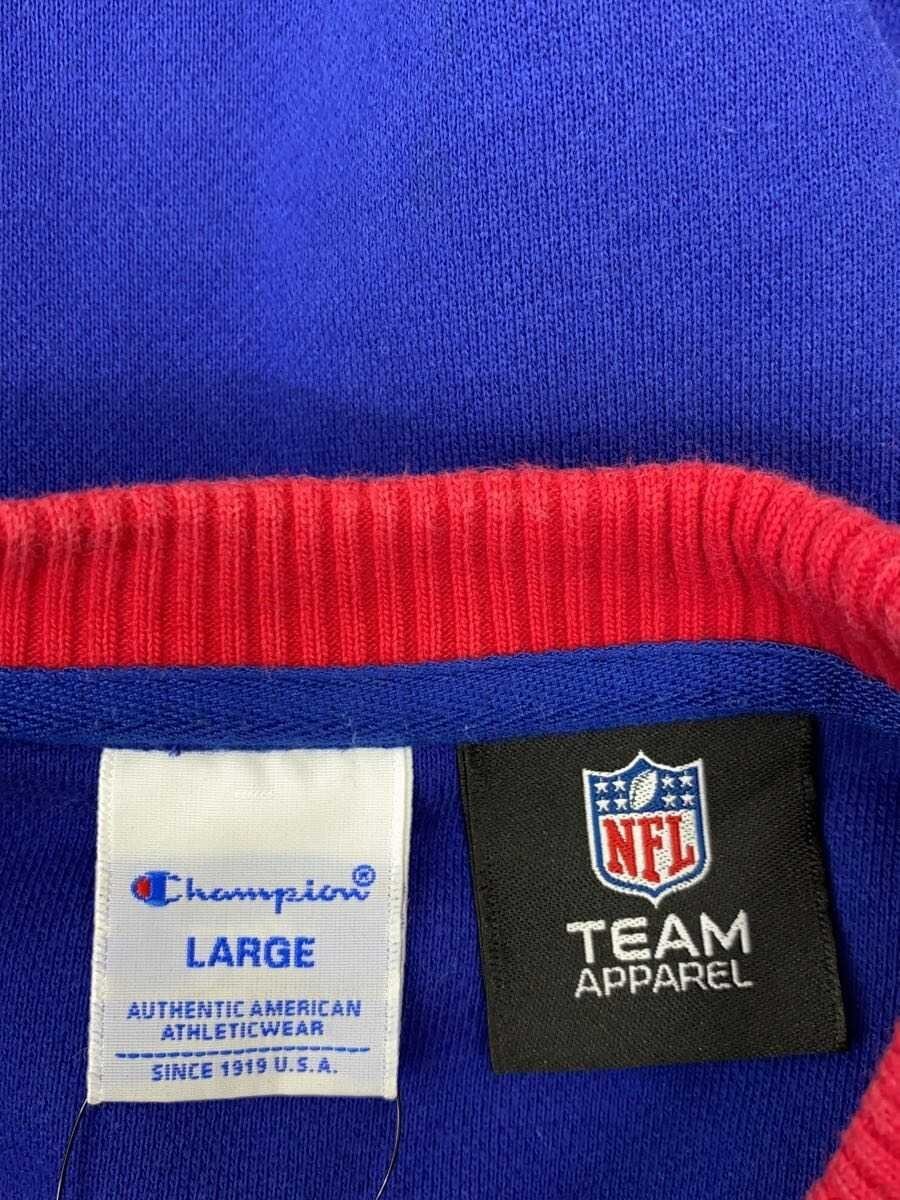 Champion®
LARGE
AUTHENTIC AMERICAN
ATHLETICWEAR
SINCE 1919 U.S.A.
NFL
TEAM
APPAREL